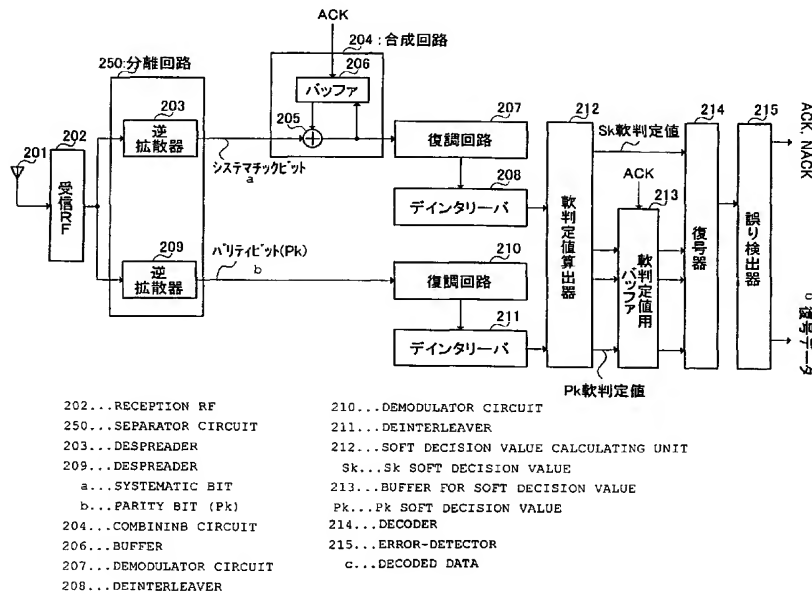 ACK
204:合成回路
250:分離回路
206
バッファ
203
逆
拡散器
205
システマチックビット
a
201
202
受信RF
207
復調回路
208
デインタリーバ
212
軟判定値算出器
Sk軟判定値
214
復号器
215
誤り検出器
ACK, NACK
ACK
213
軟判定値用
バッファ
209
逆
拡散器
パリティビット(Pk)
b
210
復調回路
211
デインタリーバ
Pk軟判定値
復号データ
202...RECEPTION RF
250...SEPARATOR CIRCUIT
203...DESPREADER
209...DESPREADER
a...SYSTEMATIC BIT
b...PARITY BIT (Pk)
204...COMBININB CIRCUIT
206...BUFFER
207...DEMODULATOR CIRCUIT
208...DEINTERLEAVER
210...DEMODULATOR CIRCUIT
211...DEINTERLEAVER
212...SOFT DECISION VALUE CALCULATING UNIT
Sk...Sk SOFT DECISION VALUE
213...BUFFER FOR SOFT DECISION VALUE
Pk...Pk SOFT DECISION VALUE
214...DECODER
215...ERROR-DETECTOR
c...DECODED DATA